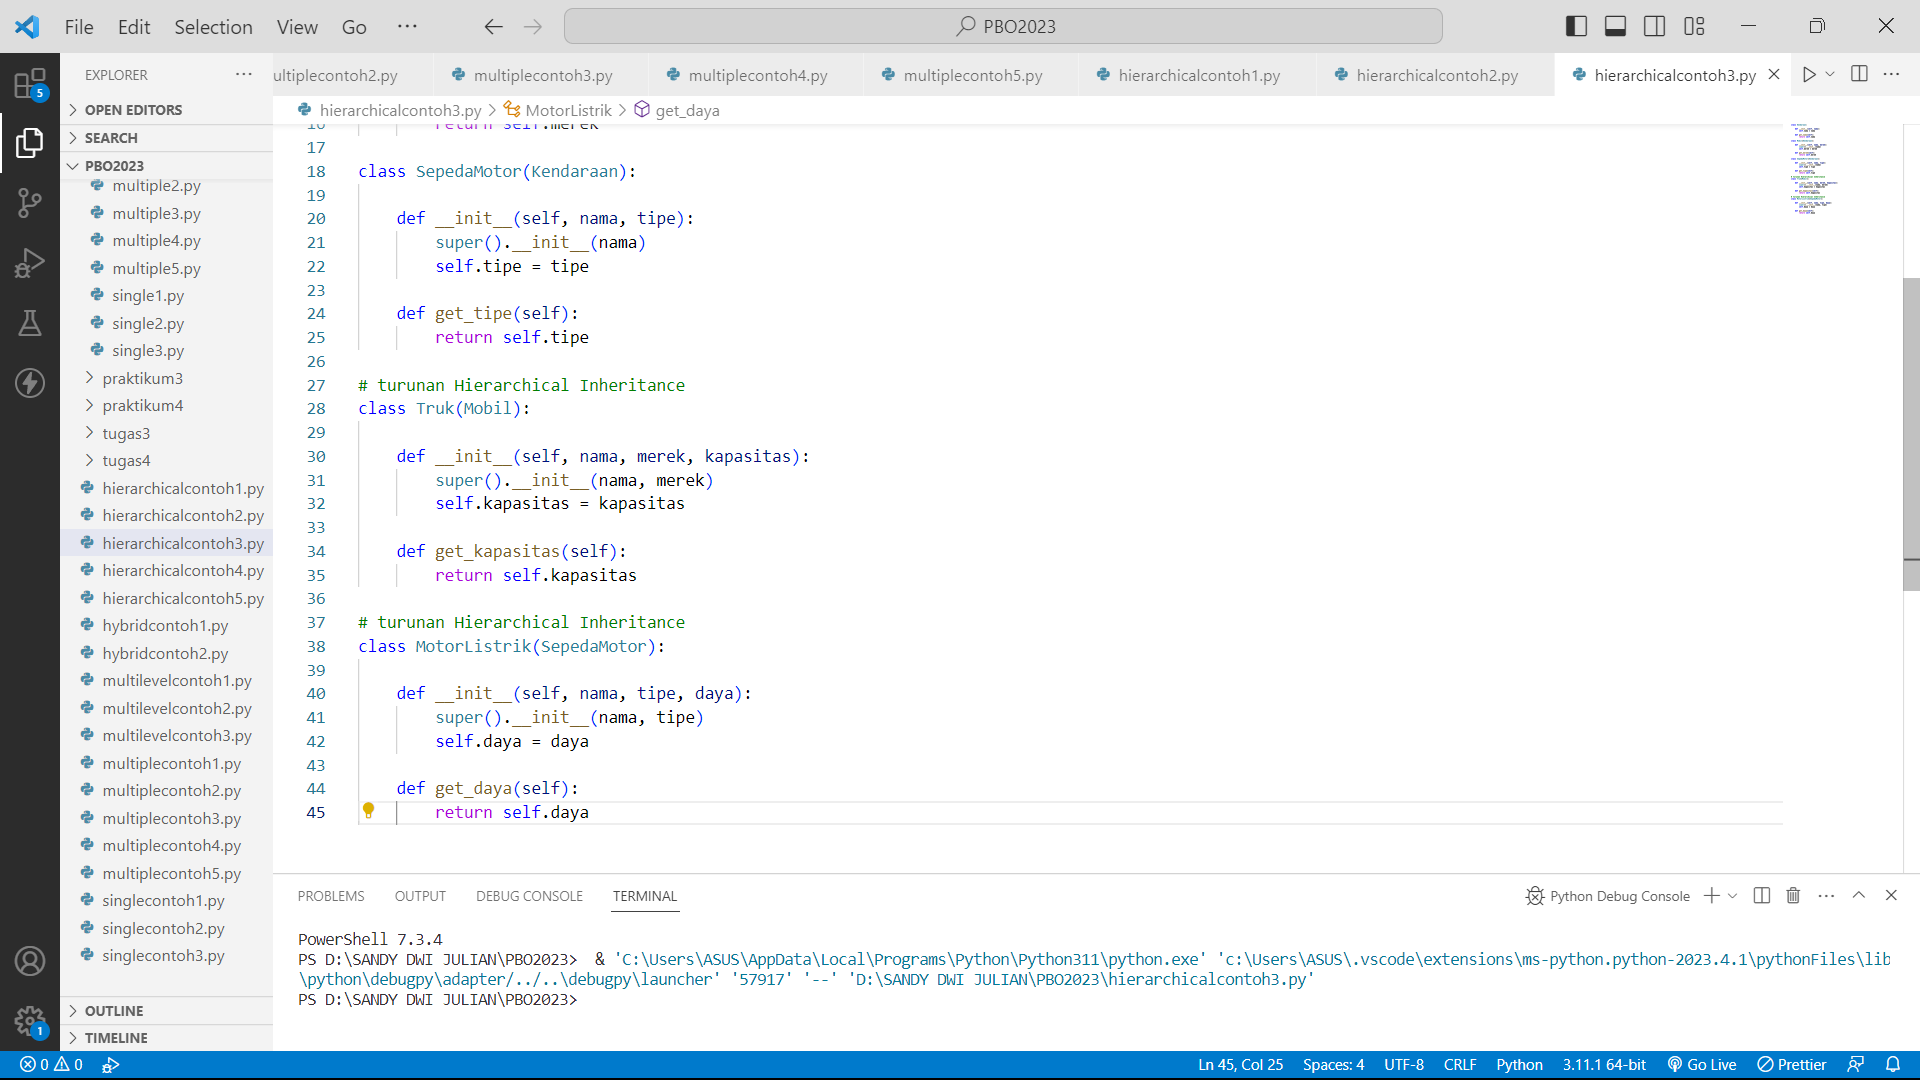 File Edit Selection View Go ···
PBO2023
EXPLORER ···
OPEN EDITORS
SEARCH
PBO2023
multiple2.py
multiple3.py
multiple4.py
multiple5.py
single1.py
single2.py
single3.py
praktikum3
praktikum4
tugas3
tugas4
hierarchicalcontoh1.py
hierarchicalcontoh2.py
hierarchicalcontoh3.py
hierarchicalcontoh4.py
hierarchicalcontoh5.py
hybridcontoh1.py
hybridcontoh2.py
multilevelcontoh1.py
multilevelcontoh2.py
multilevelcontoh3.py
multiplecontoh1.py
multiplecontoh2.py
multiplecontoh3.py
multiplecontoh4.py
multiplecontoh5.py
singlecontoh1.py
singlecontoh2.py
singlecontoh3.py
OUTLINE
TIMELINE
5
1
ultiplecontoh2.py multiplecontoh3.py multiplecontoh4.py multiplecontoh5.py hierarchicalcontoh1.py hierarchicalcontoh2.py hierarchicalcontoh3.py
hierarchicalcontoh3.py > MotorListrik > get_daya
16 return self.merek
17
18 class SepedaMotor(Kendaraan):
19
20 def __init__(self, nama, tipe):
21 super().__init__(nama)
22 self.tipe = tipe
23
24 def get_tipe(self):
25 return self.tipe
26
27 # turunan Hierarchical Inheritance
28 class Truk(Mobil):
29
30 def __init__(self, nama, merek, kapasitas):
31 super().__init__(nama, merek)
32 self.kapasitas = kapasitas
33
34 def get_kapasitas(self):
35 return self.kapasitas
36
37 # turunan Hierarchical Inheritance
38 class MotorListrik(SepedaMotor):
39
40 def __init__(self, nama, tipe, daya):
41 super().__init__(nama, tipe)
42 self.daya = daya
43
44 def get_daya(self):
45 return self.daya
PROBLEMS OUTPUT DEBUG CONSOLE TERMINAL
Python Debug Console
PowerShell 7.3.4
PS D:\SANDY DWI JULIAN\PBO2023> & 'C:\Users\ASUS\AppData\Local\Programs\Python\Python311\python.exe' 'c:\Users\ASUS\.vscode\extensions\ms-python.python-2023.4.1\pythonFiles\lib
\python\debugpy\adapter/../..\debugpy\launcher' '57917' '--' 'D:\SANDY DWI JULIAN\PBO2023\hierarchicalcontoh3.py'
PS D:\SANDY DWI JULIAN\PBO2023>
0 0
Ln 45, Col 25 Spaces: 4 UTF-8 CRLF Python 3.11.1 64-bit Go Live Prettier